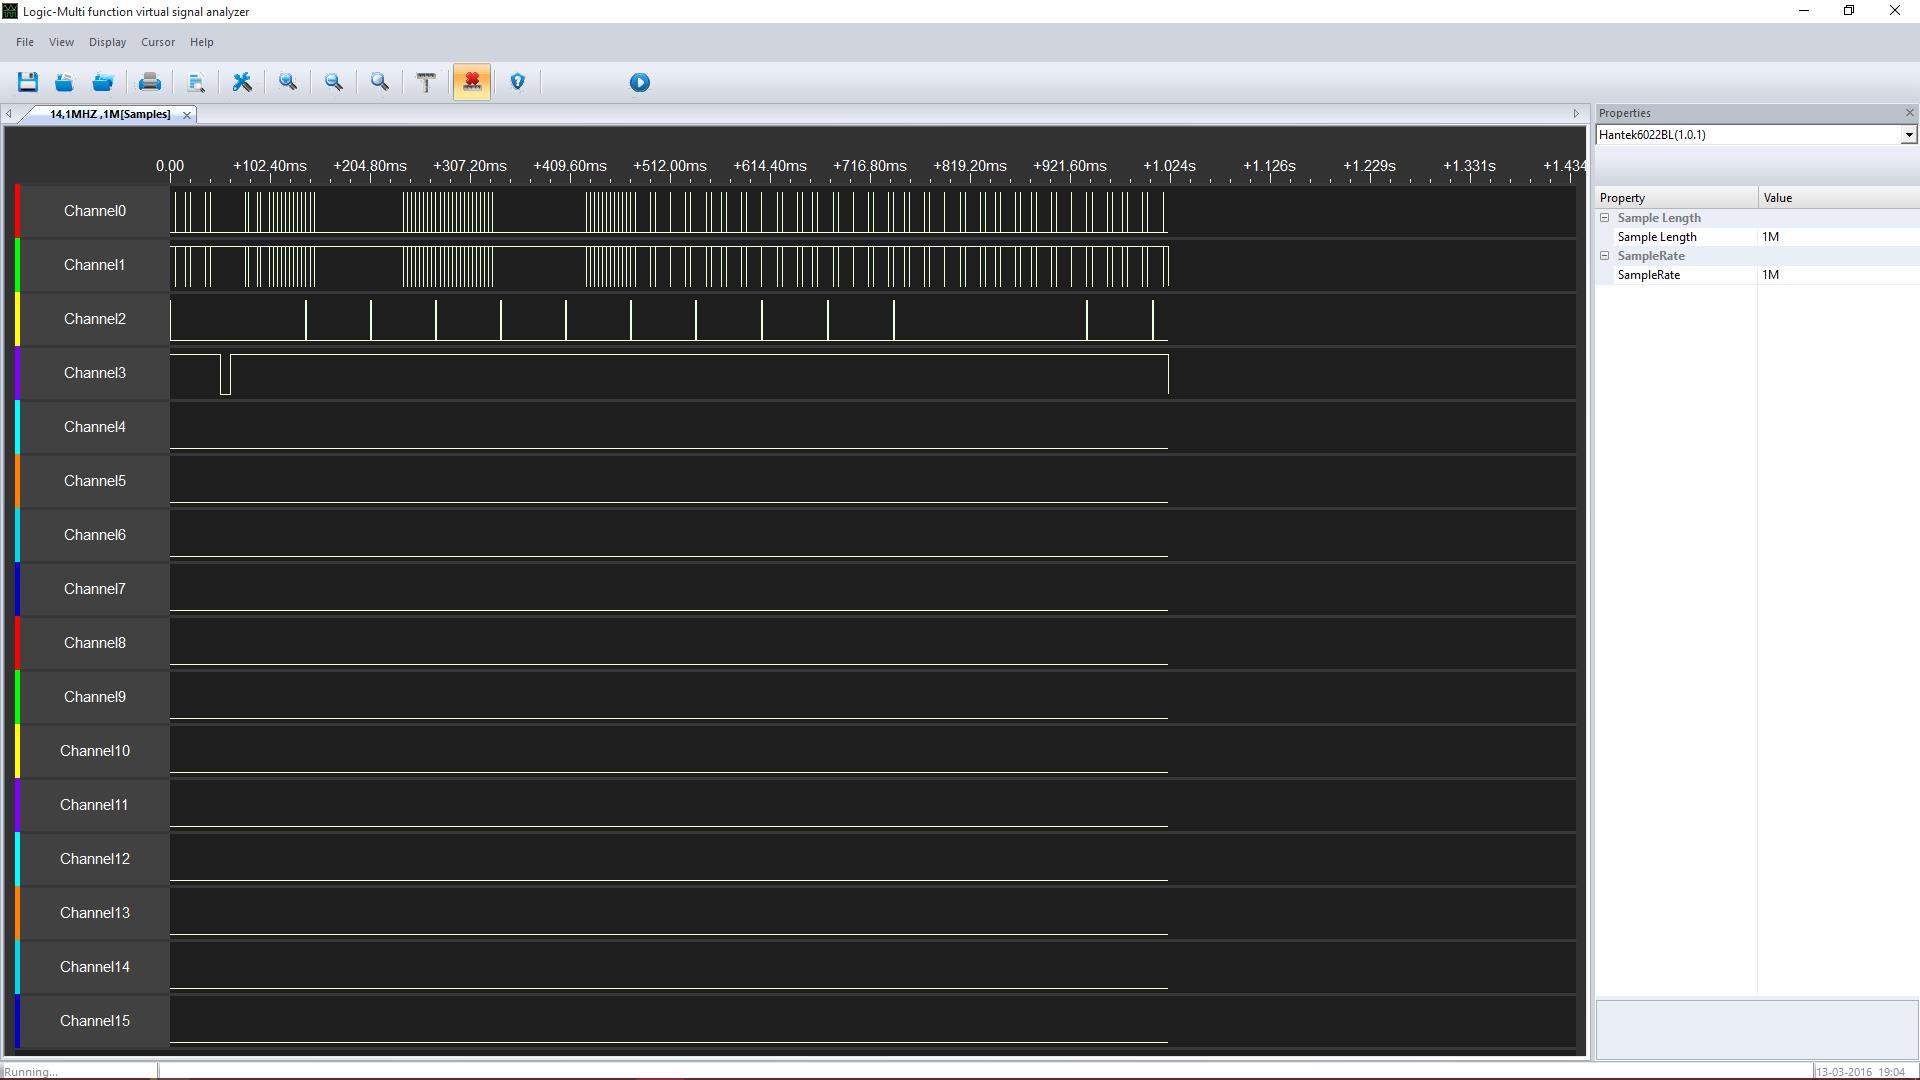 Logic-Multi function virtual signal analyzer
File View Display Cursor Help
14,1MHZ ,1M[Samples]
Properties
Hantek6022BL(1.0.1)
0.00 +102.40ms +204.80ms +307.20ms +409.60ms +512.00ms +614.40ms +716.80ms +819.20ms +921.60ms +1.024s +1.126s +1.229s +1.331s +1.434
Property Value
Channel0
Sample Length
Sample Length 1M
SampleRate
Channel1
SampleRate 1M
Channel2
Channel3
Channel4
Channel5
Channel6
Channel7
Channel8
Channel9
Channel10
Channel11
Channel12
Channel13
Channel14
Channel15
Running...
13-03-2016 19:04